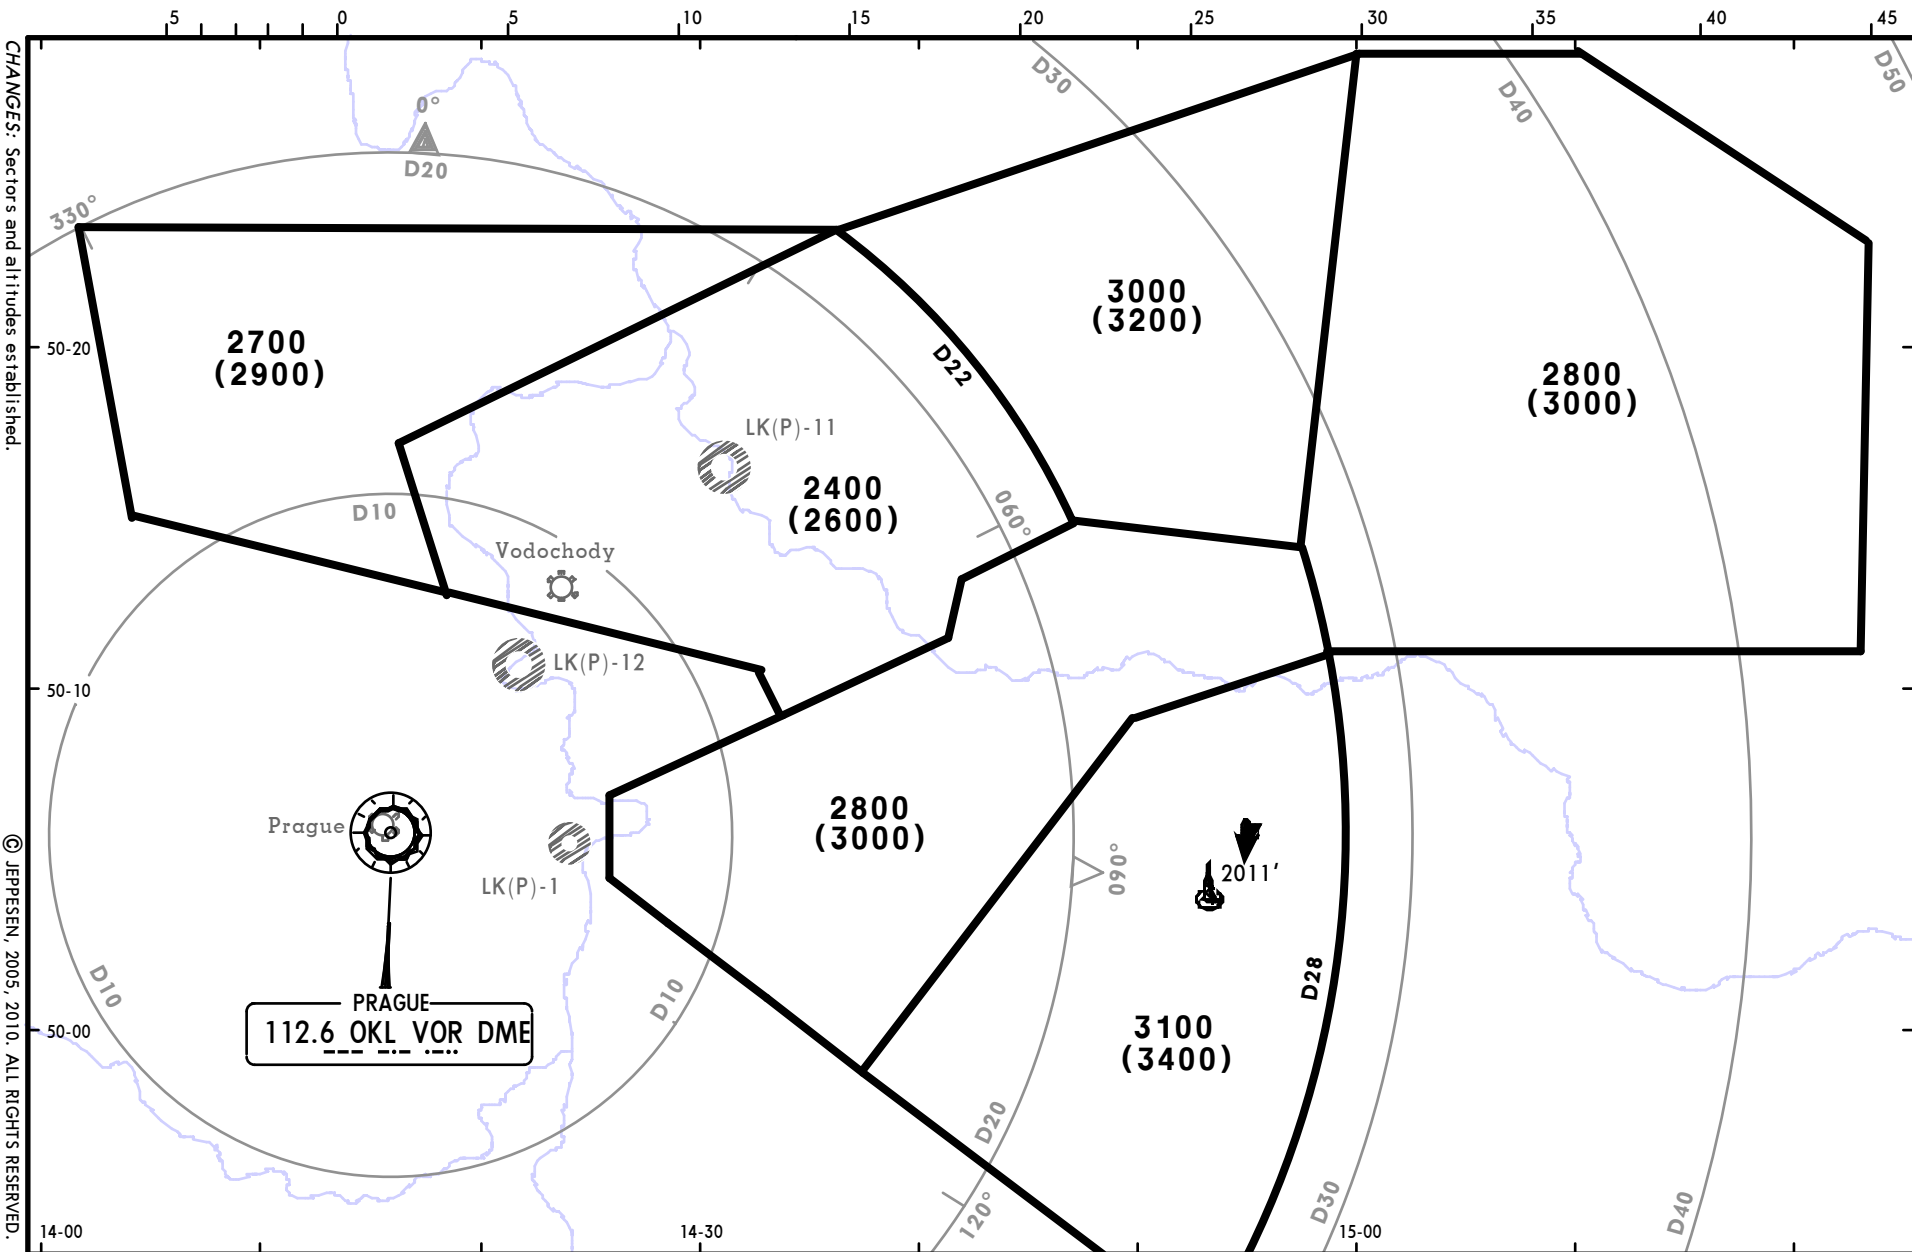 5 0 5 10 15 20 25 30 35 40 45
CHANGES: Sectors and altitudes established.
D30
D40
D50
0°
D20
330°
3000
(3200)
2700
(2900)
50-20
D22
2800
(3000)
LK(P)-11
2400
(2600)
060°
D10
Vodochody
LK(P)-12
50-10
2800
(3000)
Prague
LK(P)-1
090°
2011'
D28
D10
D10
PRAGUE
112.6 OKL VOR DME
50-00
3100
(3400)
D20
120°
D30
D40
14-00 14-30 15-00
© JEPPESEN, 2005, 2010. ALL RIGHTS RESERVED.